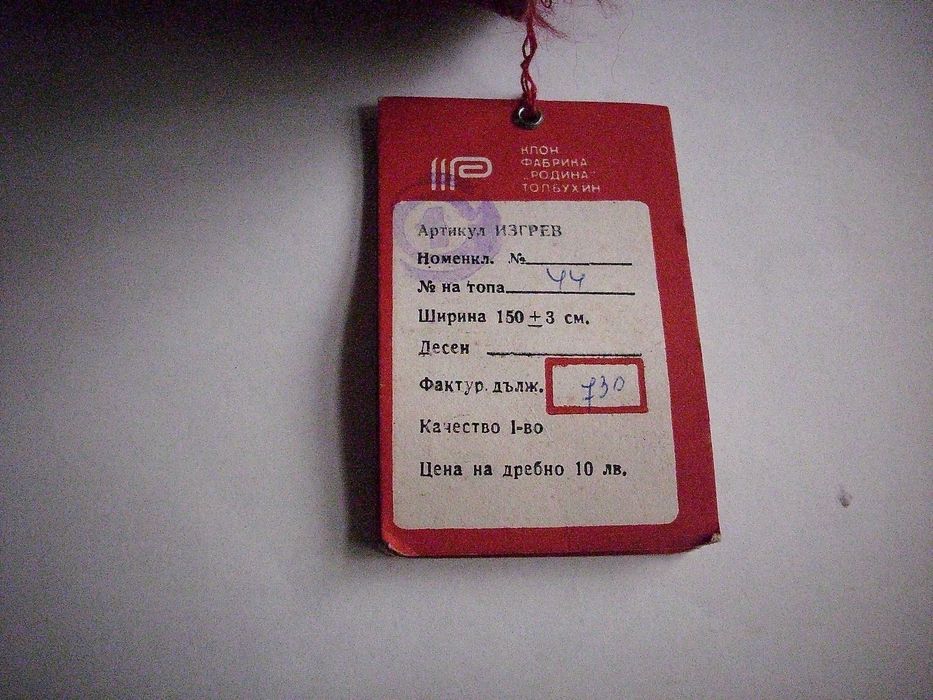 КЛОН
ФАБРИКА
„РОДИНА"
ТОЛБУХИН
Артикул ИЗГРЕВ
Номенкл. №
№ на топа 44
Ширина 150 ± 3 см.
Десен
Фактур. дълж. 730
Качество I-во
Цена на дребно 10 лв.